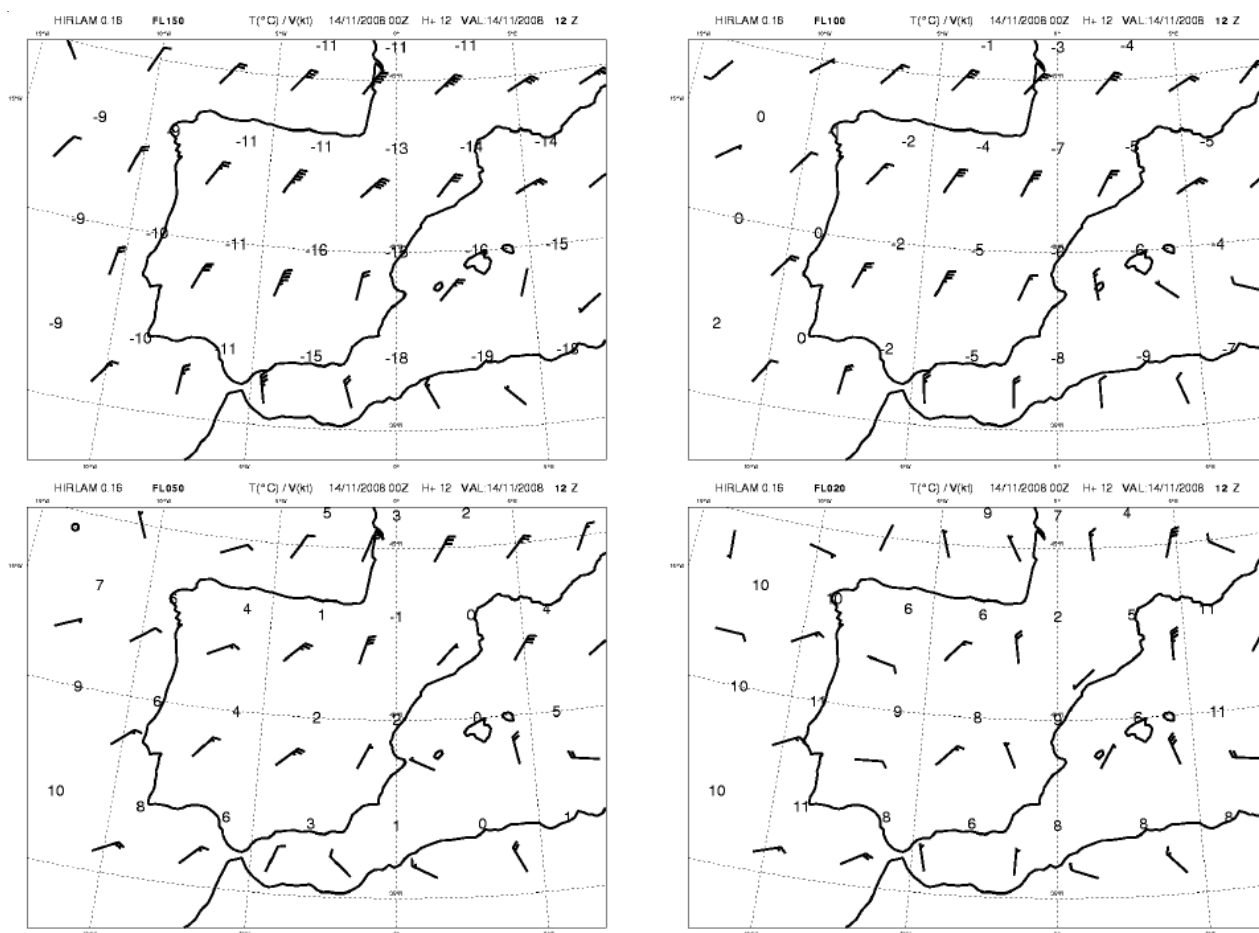 HIRLAM 0.16 FL150 T(°C) / V(kt) 14/11/2008 00Z H+ 12 VAL:14/11/2008 12 Z
-11 -11 -11
-9 -9 -11 -11 -13 -14 -14
-9 -10 -11 -16 -16 -15
-9 -10 -11 -15 -18 -19 -18
HIRLAM 0.16 FL100 T(°C) / V(kt) 14/11/2008 00Z H+ 12 VAL:14/11/2008 12 Z
-1 -3 -4
0 -2 -4 -7 -5 -5
0 0 -2 -5 -6 -4
2 0 -2 -5 -8 -9 -7
HIRLAM 0.16 FL050 T(°C) / V(kt) 14/11/2008 00Z H+ 12 VAL:14/11/2008 12 Z
5 3 2
7 6 4 1 -1 0 4
9 6 4 2 2 0 5
10 8 6 3 1 0 1
HIRLAM 0.16 FL020 T(°C) / V(kt) 14/11/2008 00Z H+ 12 VAL:14/11/2008 12 Z
9 7 4
10 10 6 6 2 5 11
10 11 9 8 9 6 11
10 11 8 6 8 8 8